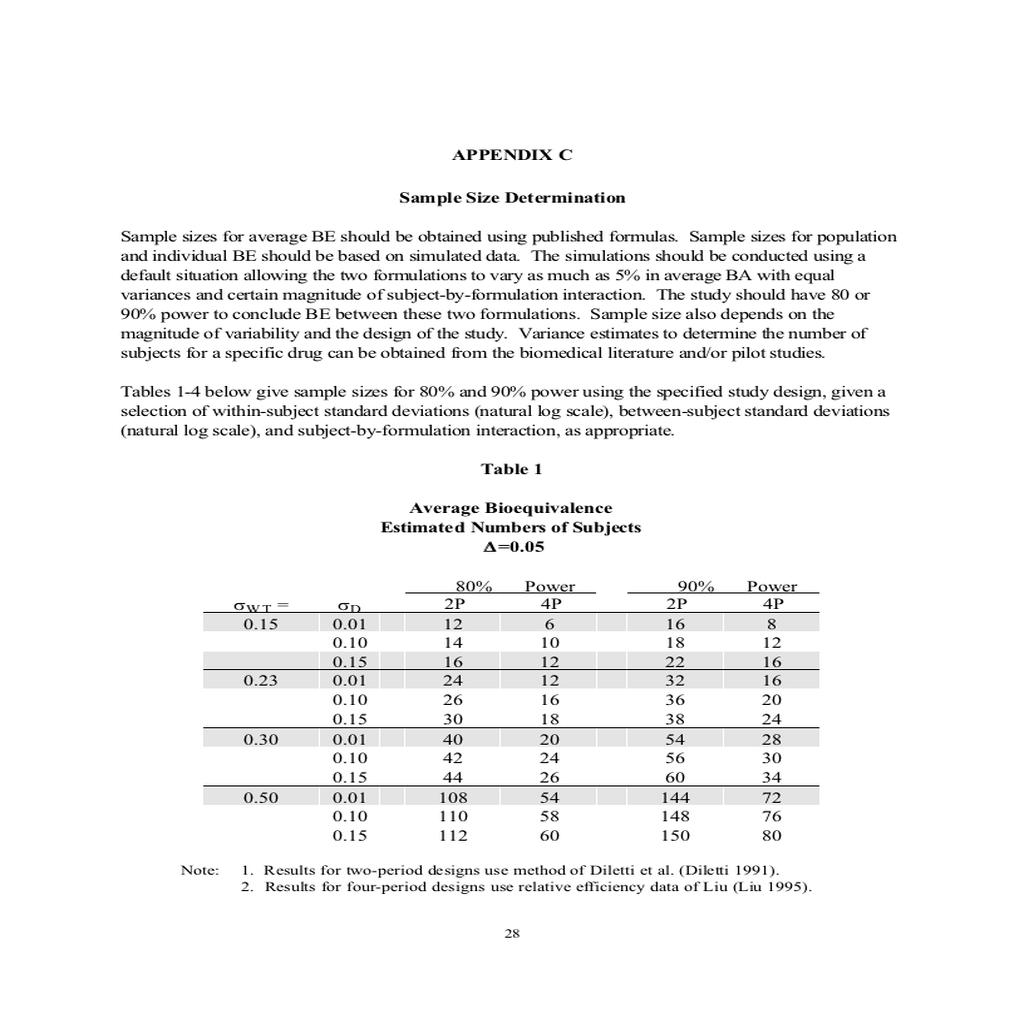 APPENDIX C
Sample Size Determination
Sample sizes for average BE should be obtained using published formulas. Sample sizes for population
and individual BE should be based on simulated data. The simulations should be conducted using a
default situation allowing the two formulations to vary as much as 5% in average BA with equal
variances and certain magnitude of subject-by-formulation interaction. The study should have 80 or
90% power to conclude BE between these two formulations. Sample size also depends on the
magnitude of variability and the design of the study. Variance estimates to determine the number of
subjects for a specific drug can be obtained from the biomedical literature and/or pilot studies.
Tables 1-4 below give sample sizes for 80% and 90% power using the specified study design, given a
selection of within-subject standard deviations (natural log scale), between-subject standard deviations
(natural log scale), and subject-by-formulation interaction, as appropriate.
Table 1
Average Bioequivalence
Estimated Numbers of Subjects
Δ=0.05
80% Power 90% Power
σWT = σD 2P 4P 2P 4P
0.15 0.01 12 6 16 8
0.10 14 10 18 12
0.15 16 12 22 16
0.23 0.01 24 12 32 16
0.10 26 16 36 20
0.15 30 18 38 24
0.30 0.01 40 20 54 28
0.10 42 24 56 30
0.15 44 26 60 34
0.50 0.01 108 54 144 72
0.10 110 58 148 76
0.15 112 60 150 80
Note: 1. Results for two-period designs use method of Diletti et al. (Diletti 1991).
2. Results for four-period designs use relative efficiency data of Liu (Liu 1995).
28